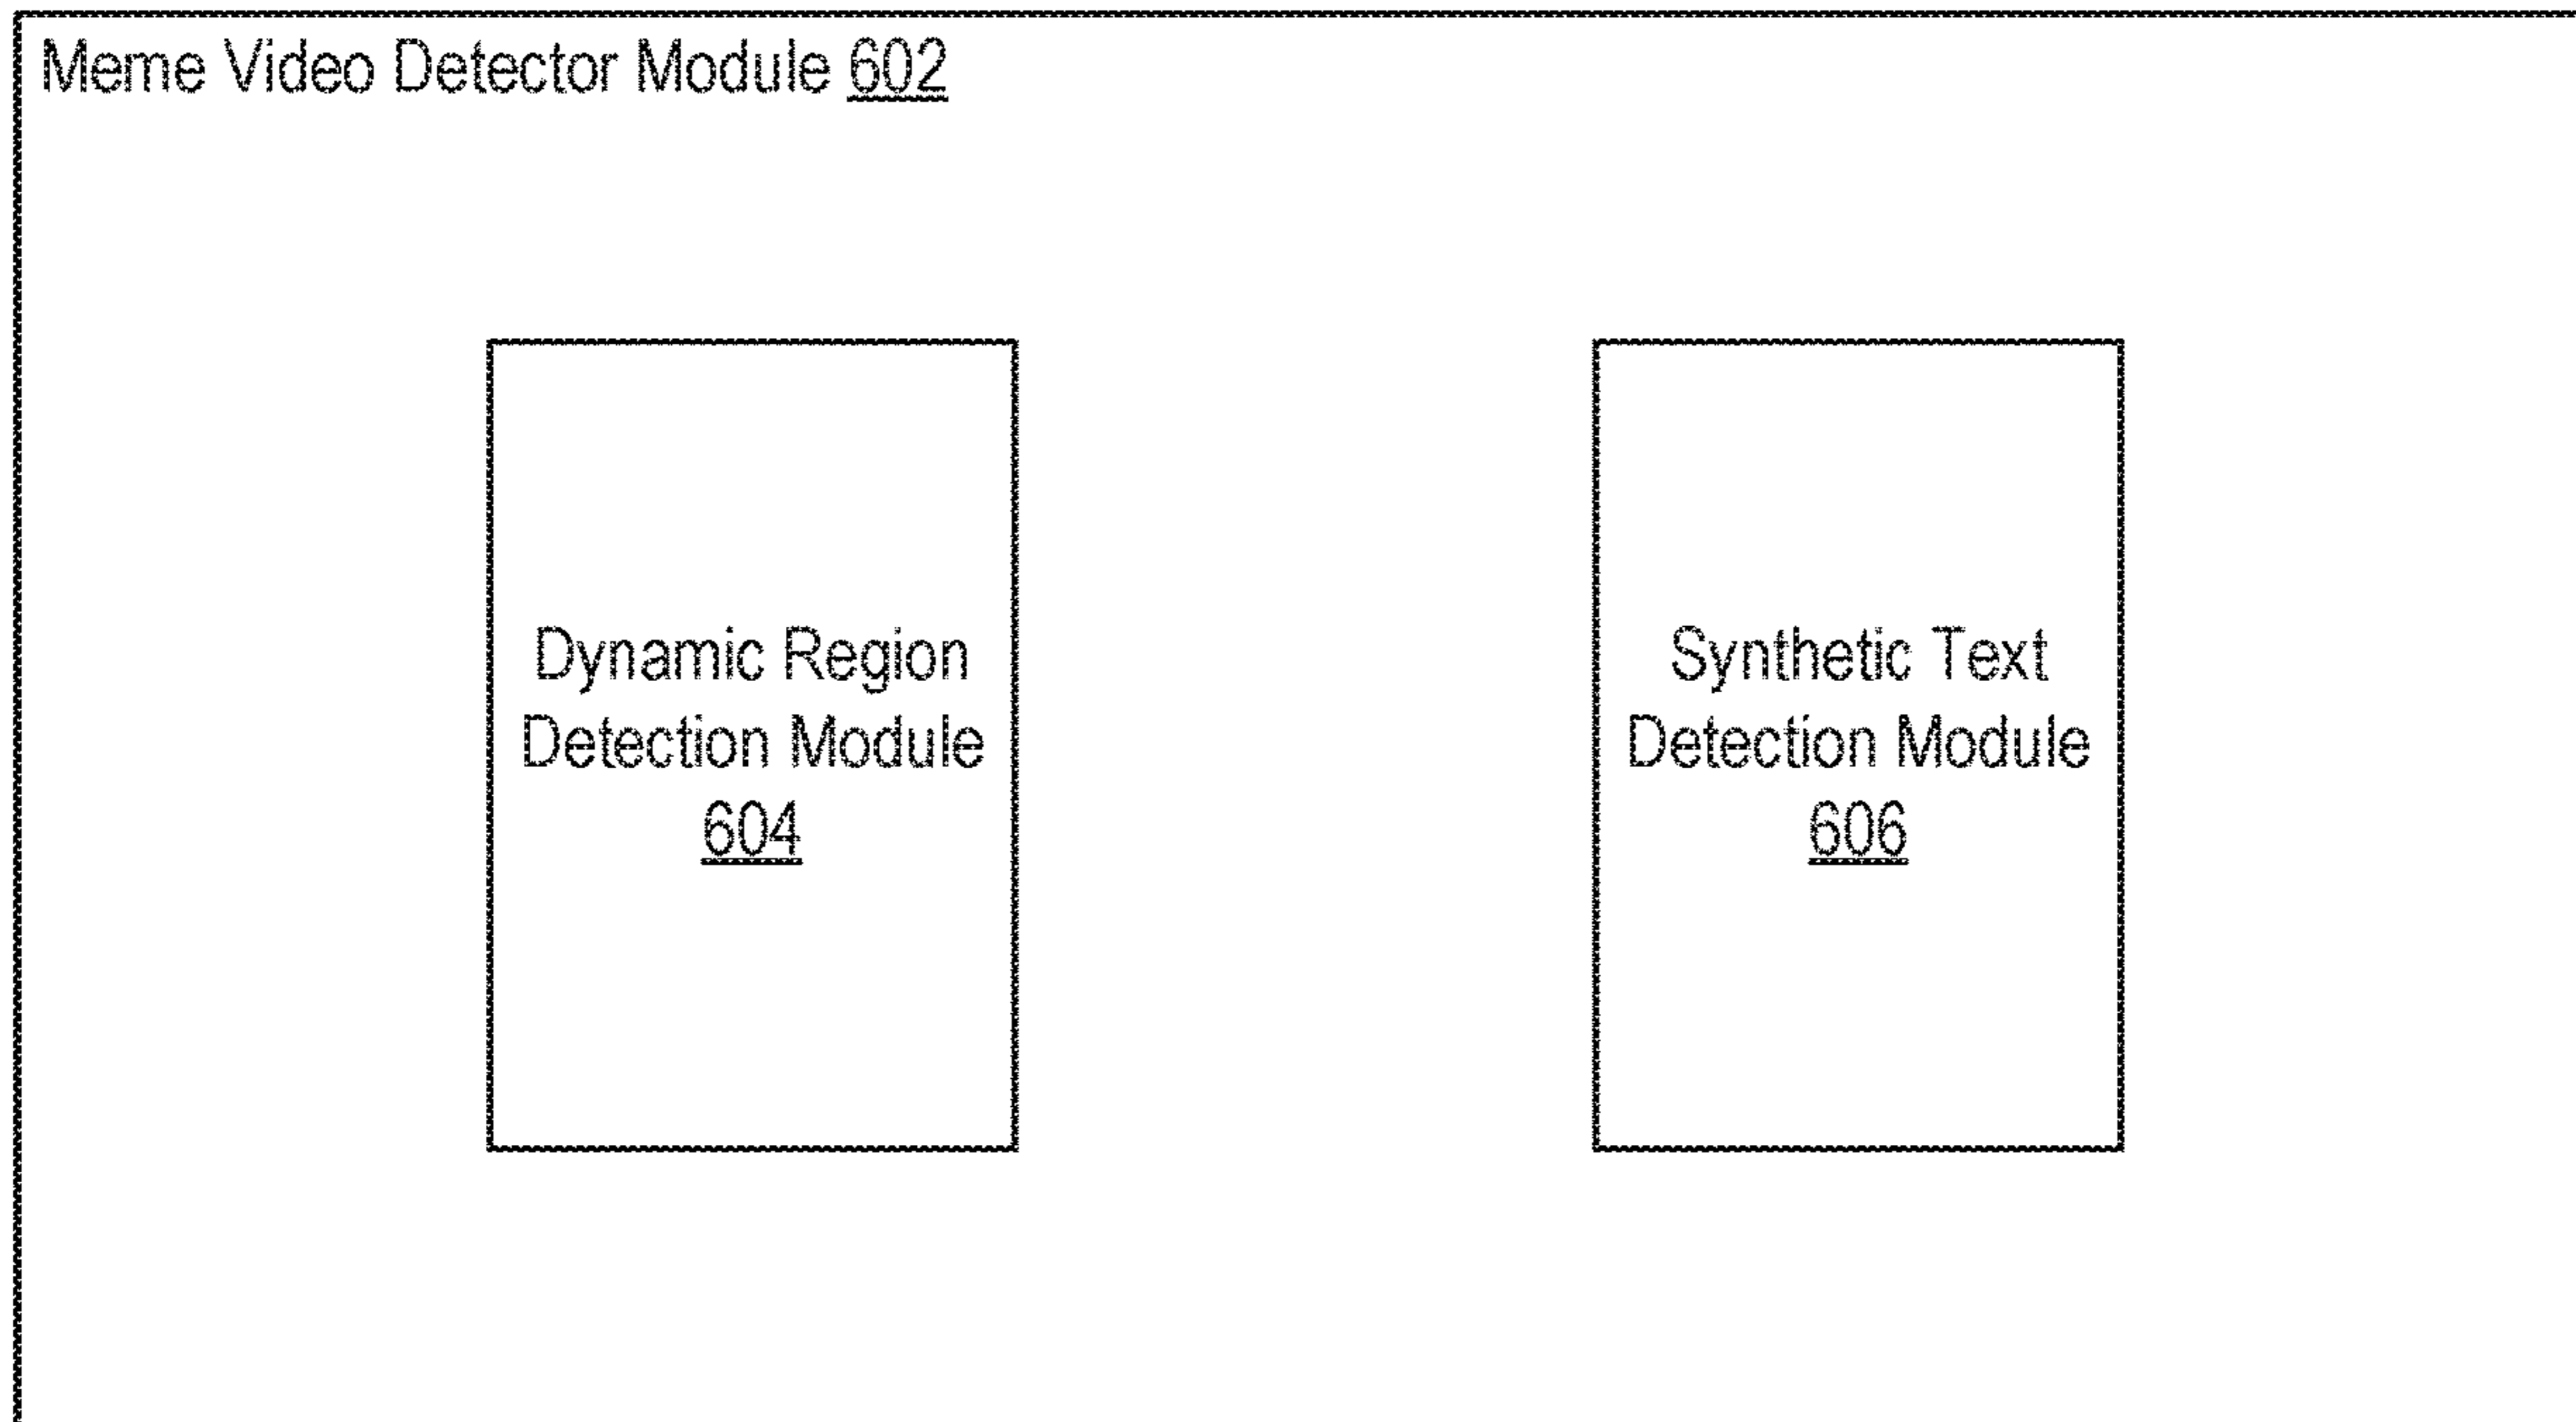 Meme Video Detector Module 602
Dynamic Region
Detection Module
604
Synthetic Text
Detection Module
606